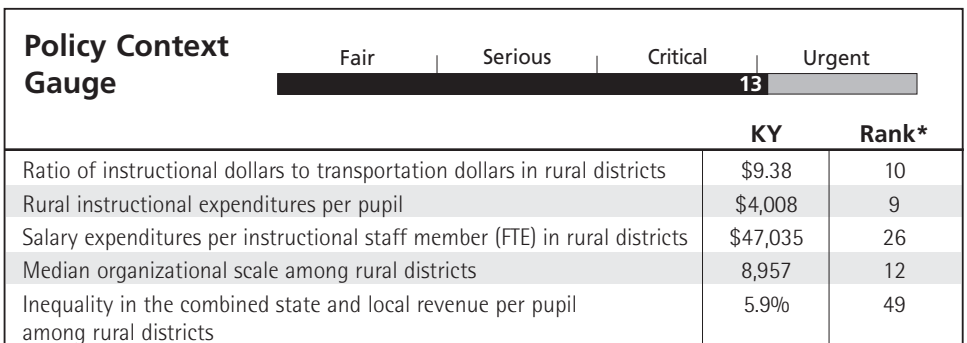 Policy Context
Gauge
Fair Serious Critical Urgent
13
KY Rank*
Ratio of instructional dollars to transportation dollars in rural districts $9.38 10
Rural instructional expenditures per pupil $4,008 9
Salary expenditures per instructional staff member (FTE) in rural districts $47,035 26
Median organizational scale among rural districts 8,957 12
Inequality in the combined state and local revenue per pupil 5.9% 49
among rural districts